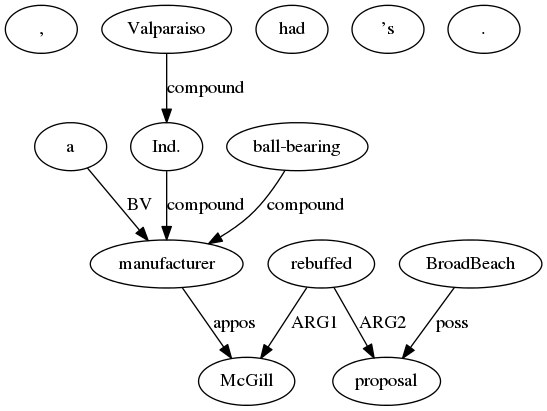 , Valparaiso had 's .
compound
a Ind. ball-bearing
BV compound compound
manufacturer rebuffed BroadBeach
appos ARG1 ARG2 poss
McGill proposal